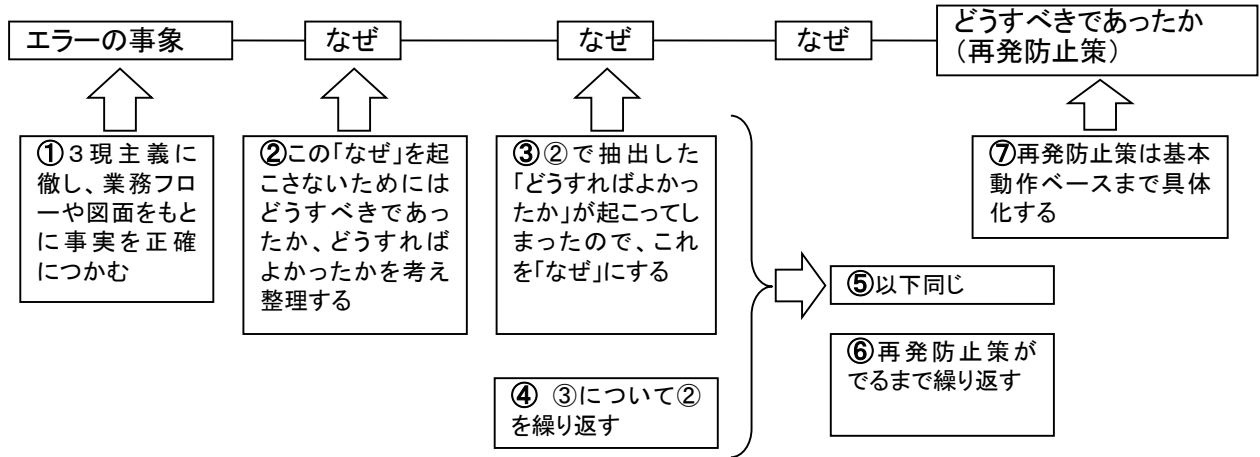 エラーの事象
なぜ
なぜ
なぜ
どうすべきであったか
(再発防止策)
①3現主義に
徹し、業務フロ
ーや図面をもと
に事実を正確
につかむ
②この「なぜ」を起
こさないためには
どうすべきであっ
たか、どうすれば
よかったかを考え
整理する
③②で抽出した
「どうすればよかっ
たか」が起こってし
まったので、これ
を「なぜ」にする
④ ③について②
を繰り返す
⑤以下同じ
⑥再発防止策が
でるまで繰り返す
⑦再発防止策は基本
動作ベースまで具体
化する